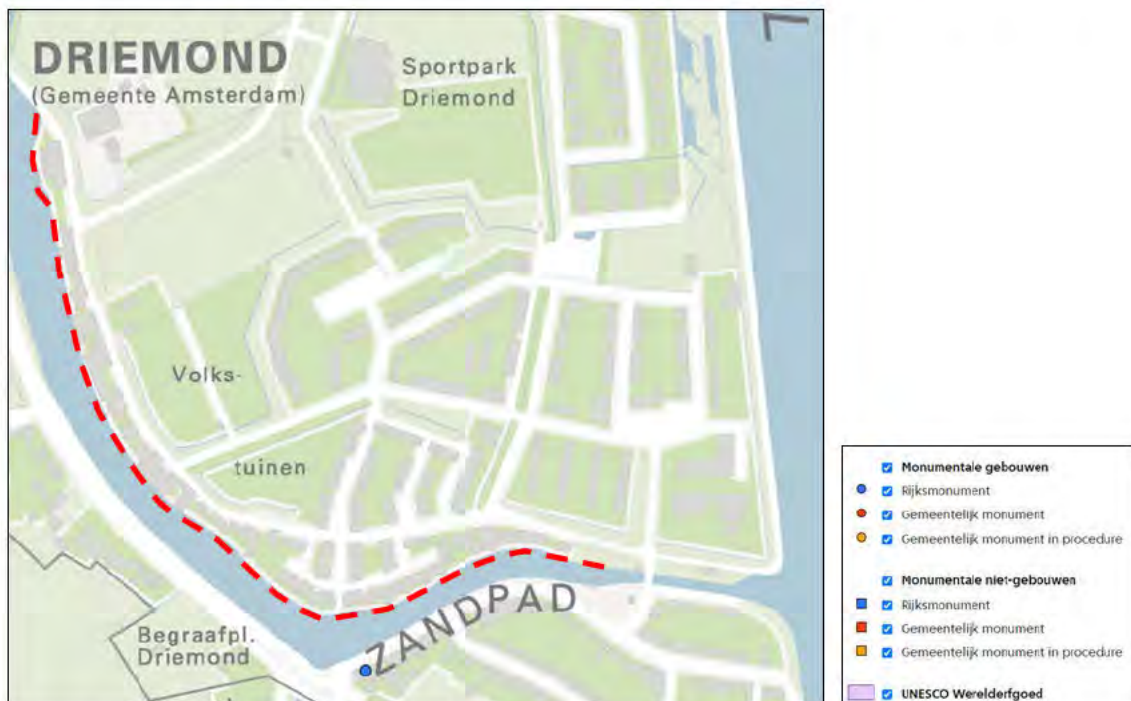 DRIEMOND
(Gemeente Amsterdam)
Sportpark
Driemond
7
Volks-
tuinen
ZANDPAD
Begraafpl.
Driemond
Monumentale gebouwen
Rijksmonument
Gemeentelijk monument
Gemeentelijk monument in procedure
Monumentale niet-gebouwen
Rijksmonument
Gemeentelijk monument
Gemeentelijk monument in procedure
UNESCO Werelderfgoed